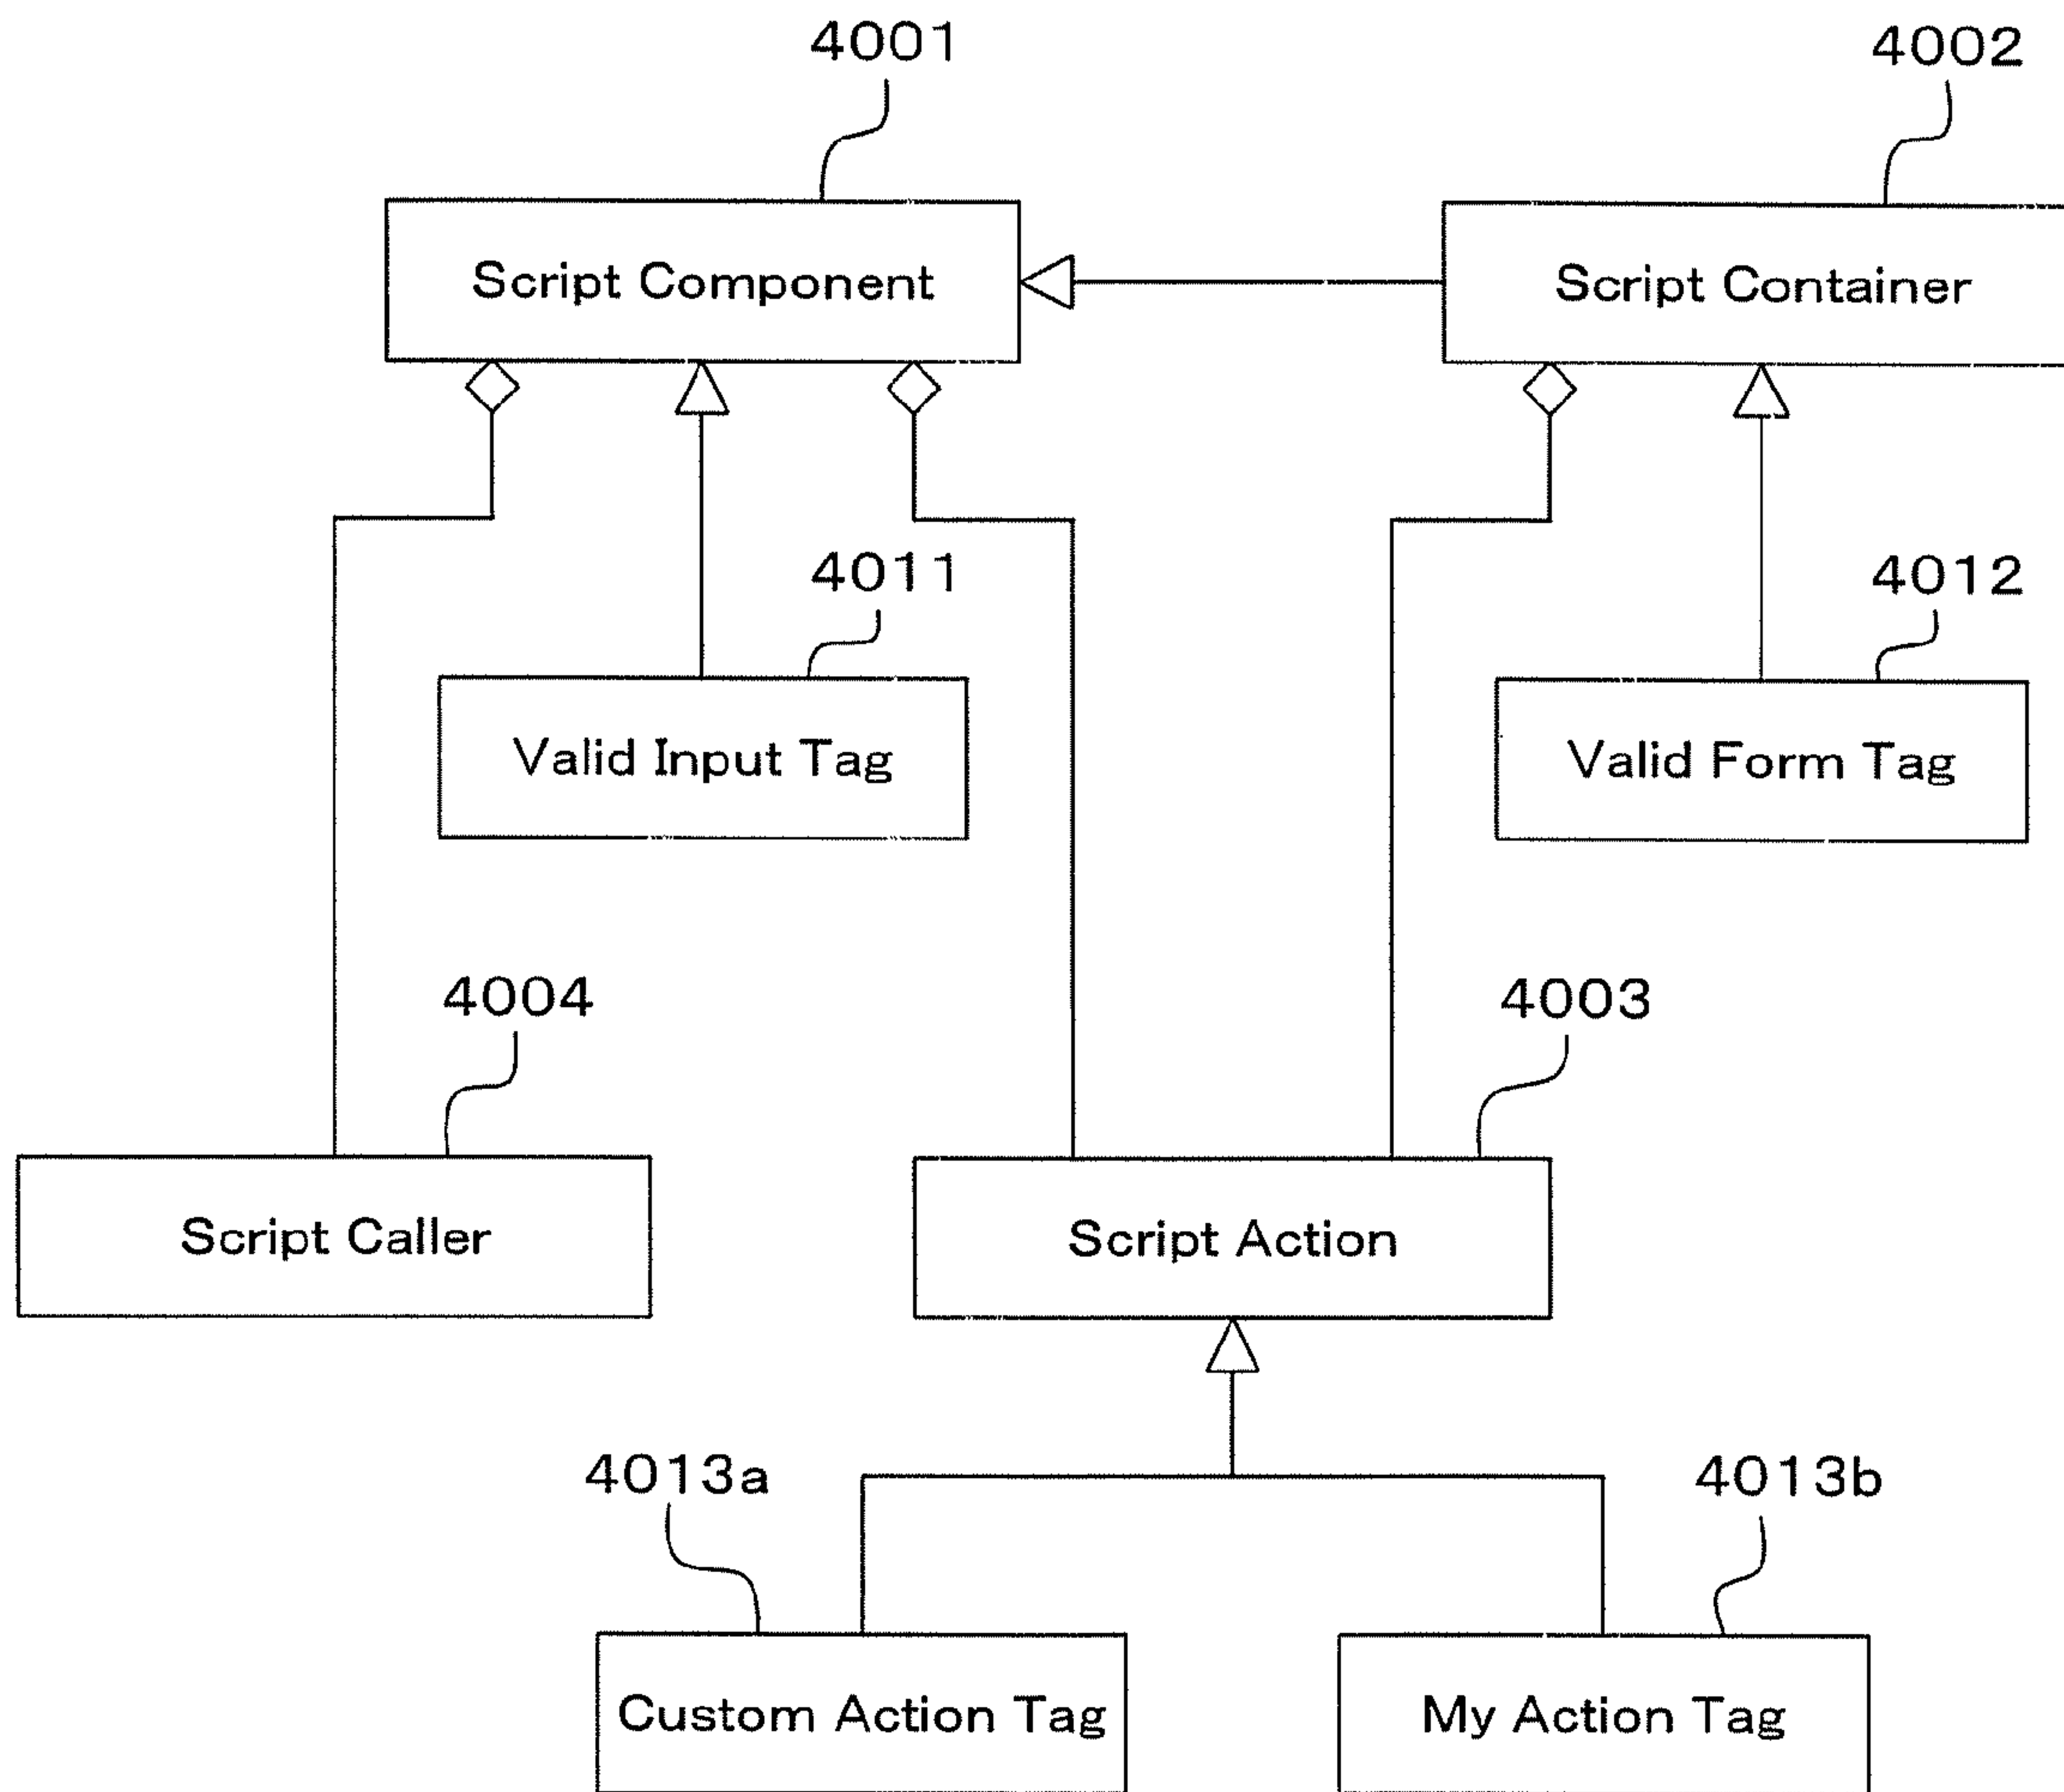 4001
4002
Script Component
Script Container
4011
4012
Valid Input Tag
Valid Form Tag
4004
4003
Script Caller
Script Action
4013a
4013b
Custom Action Tag
My Action Tag